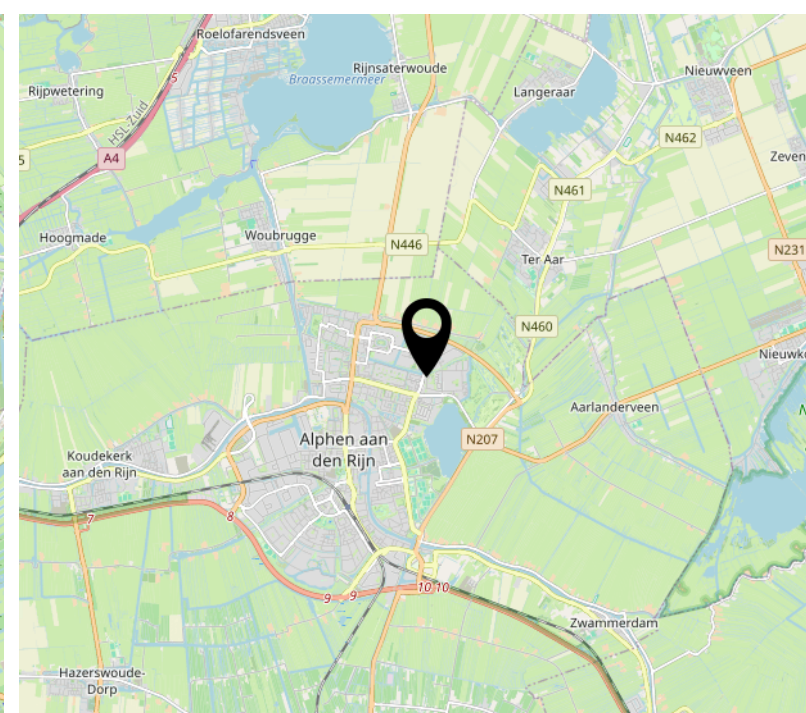 Roelofarendsveen
Rijnsaterwoude
Nieuwveen
5
Braassemermeer
Rijpwetering
Langeraar
HSL-Zuid
N462
5
A4
Zeven
N461
Hoogmade
Woubrugge
N446
N231
Ter Aar
N460
Nieuwko
Aarlanderveen
N
Alphen aan
den Rijn
N207
Koudekerk
aan den Rijn
7
8
10 10
9 9
Zwammerdam
Hazerswoude-
Dorp